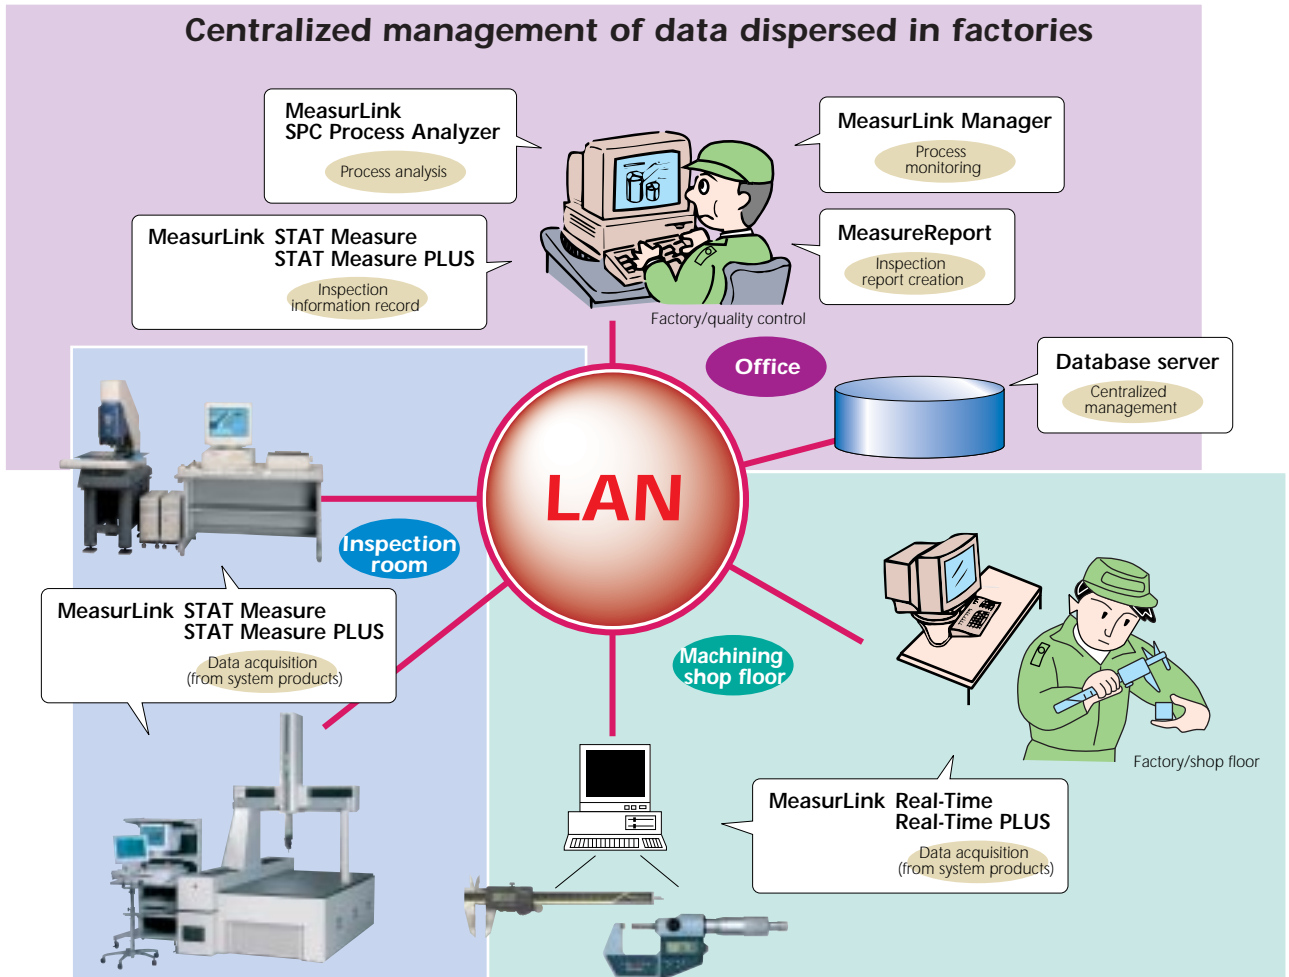 Centralized management of data dispersed in factories
MeasurLink
SPC Process Analyzer
Process analysis
MeasurLink Manager
Process
monitoring
MeasurLink STAT Measure
STAT Measure PLUS
Inspection
information record
MeasureReport
Inspection
report creation
Factory/quality control
Office
Database server
Centralized
management
LAN
Inspection
room
MeasurLink STAT Measure
STAT Measure PLUS
Data acquisition
(from system products)
Machining
shop floor
Factory/shop floor
MeasurLink Real-Time
Real-Time PLUS
Data acquisition
(from system products)